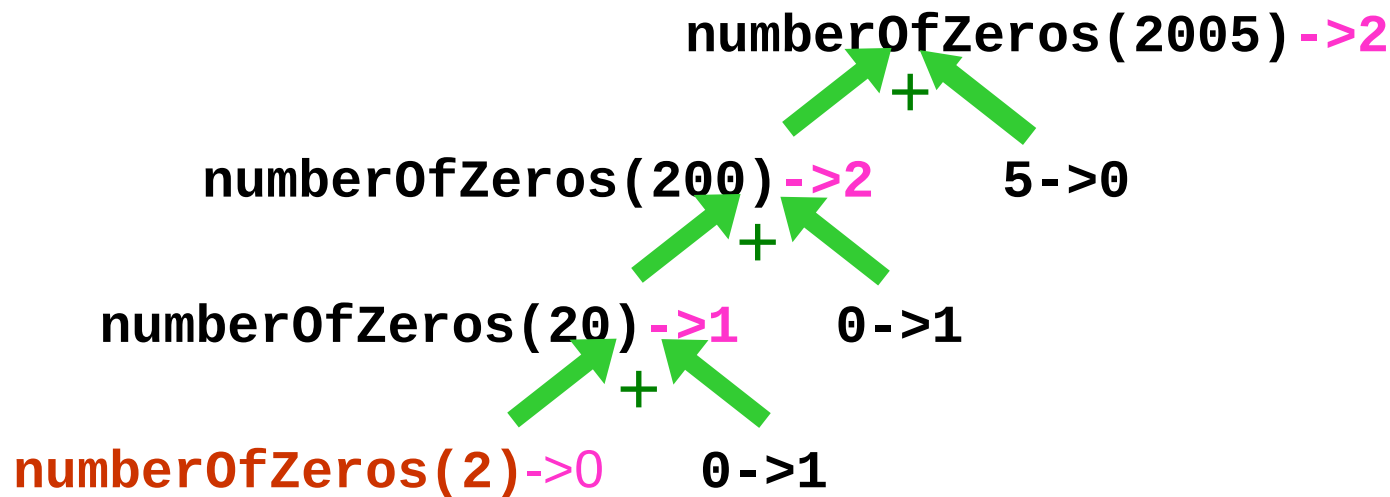 numberOfZeros(2005)->2
+
numberOfZeros(200)->2 5->0
+
numberOfZeros(20)->1 0->1
+
numberOfZeros(2)->0 0->1